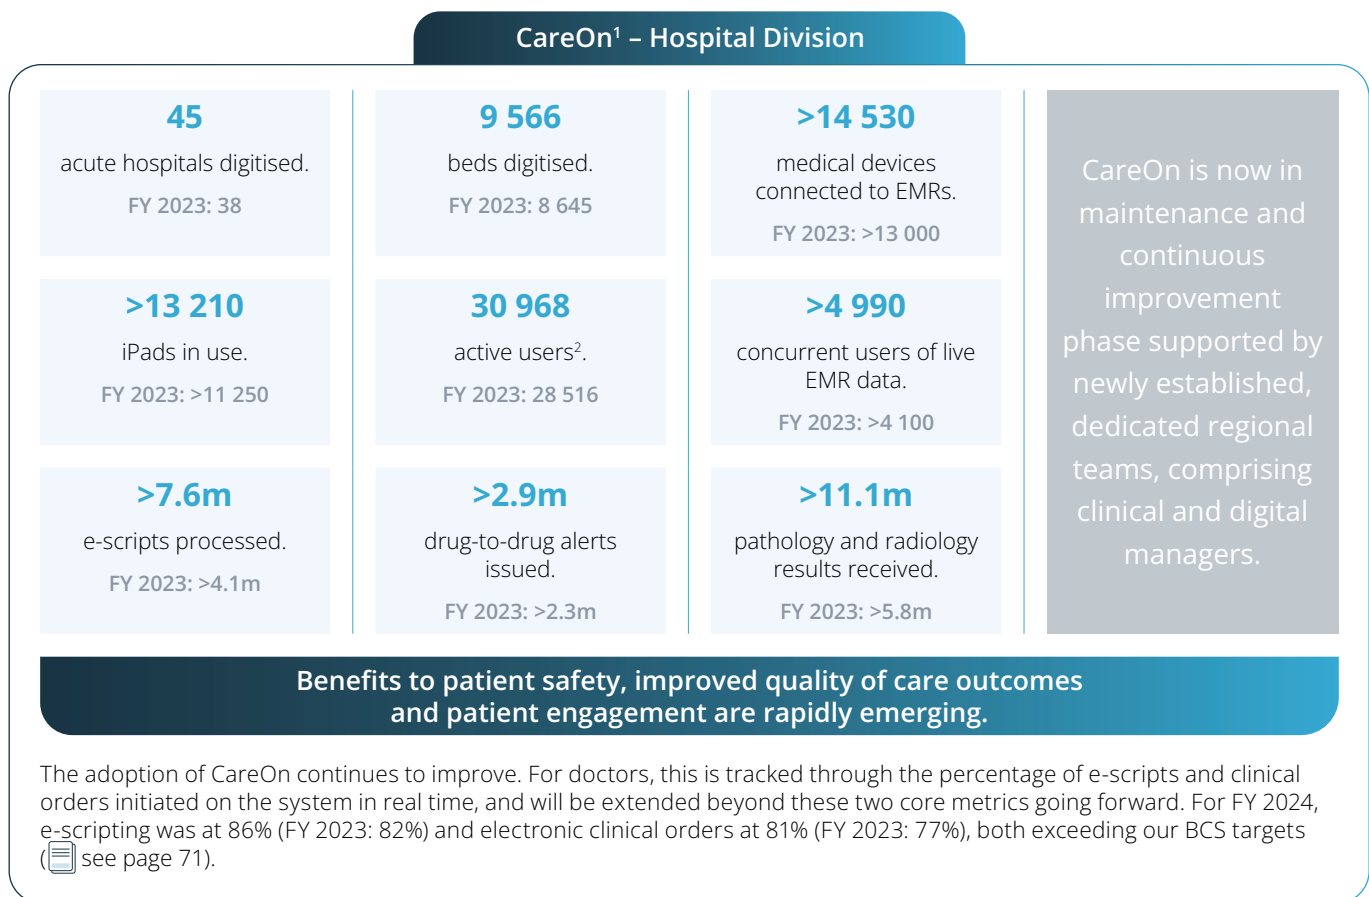 CareOn¹ – Hospital Division
45
acute hospitals digitised.
FY 2023: 38
9 566
beds digitised.
FY 2023: 8 645
>14 530
medical devices
connected to EMRs.
FY 2023: >13 000
>13 210
iPads in use.
FY 2023: >11 250
30 968
active users².
FY 2023: 28 516
>4 990
concurrent users of live
EMR data.
FY 2023: >4 100
>7.6m
e-scripts processed.
FY 2023: >4.1m
>2.9m
drug-to-drug alerts
issued.
FY 2023: >2.3m
>11.1m
pathology and radiology
results received.
FY 2023: >5.8m
CareOn is now in
maintenance and
continuous
improvement
phase supported by
newly established,
dedicated regional
teams, comprising
clinical and digital
managers.
Benefits to patient safety, improved quality of care outcomes
and patient engagement are rapidly emerging.
The adoption of CareOn continues to improve. For doctors, this is tracked through the percentage of e-scripts and clinical
orders initiated on the system in real time, and will be extended beyond these two core metrics going forward. For FY 2024,
e-scripting was at 86% (FY 2023: 82%) and electronic clinical orders at 81% (FY 2023: 77%), both exceeding our BCS targets
( see page 71).